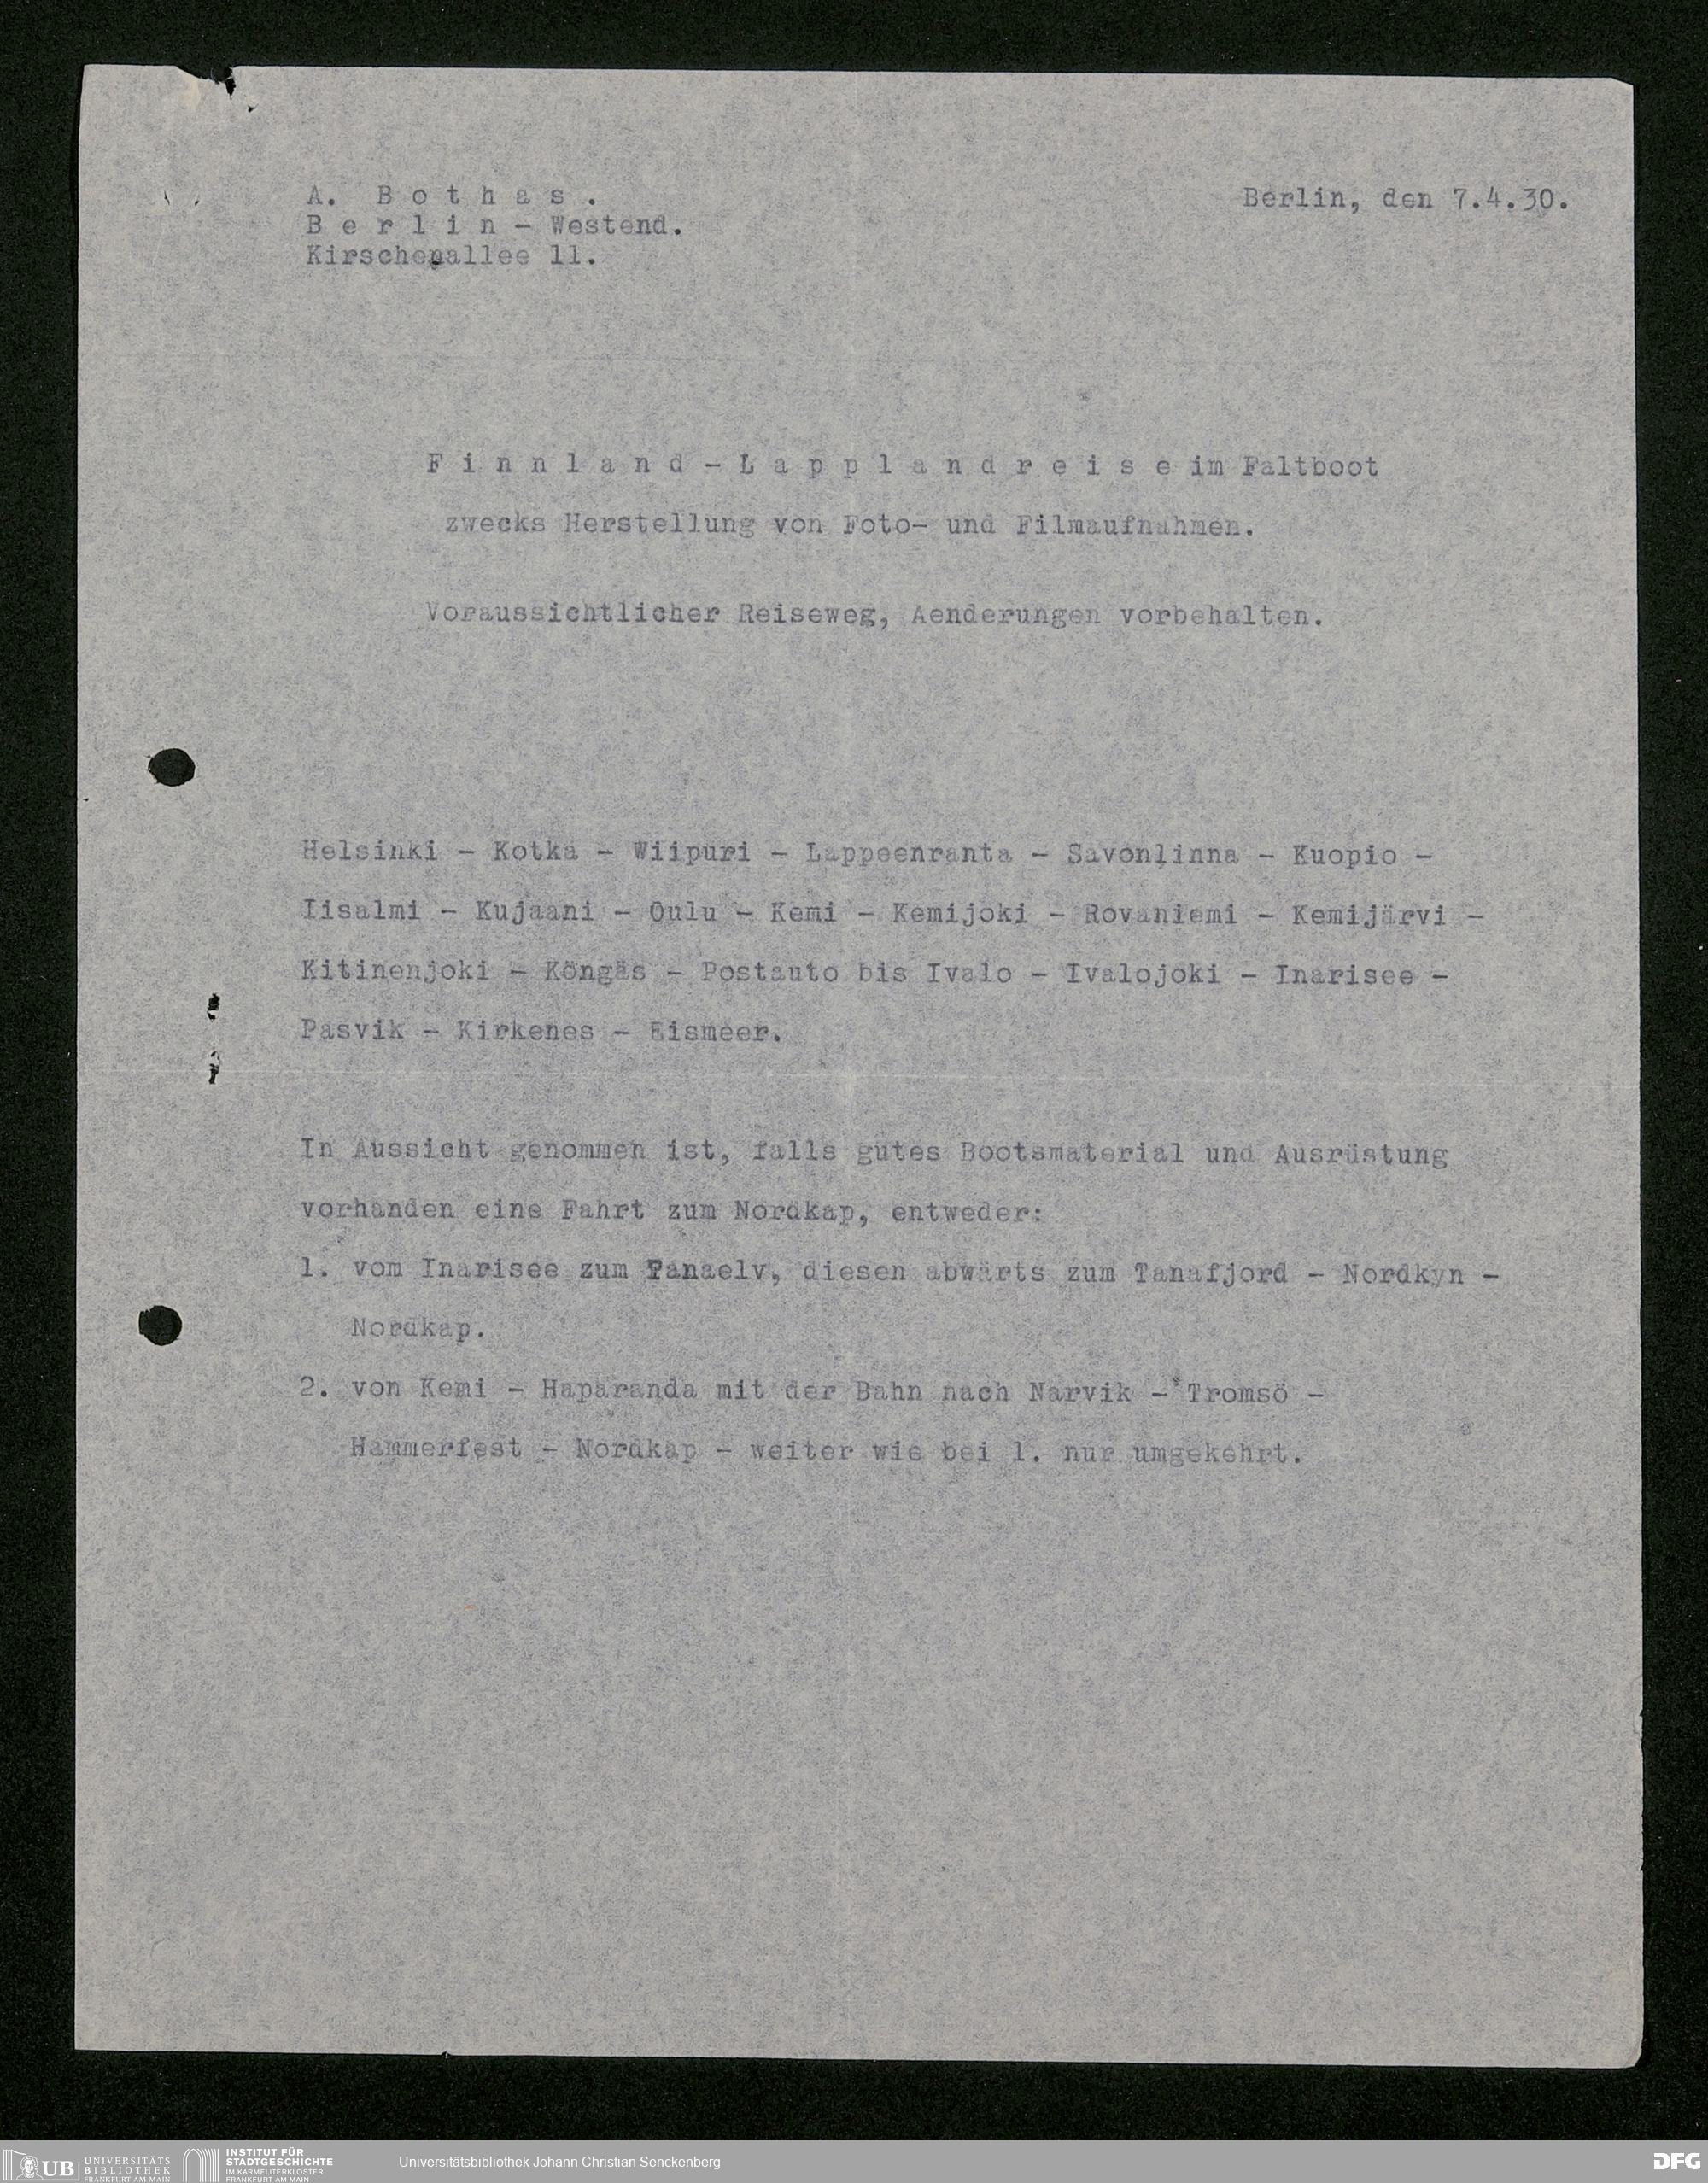 A. B o t h a s .
Berlin, den 7.4.30.
B e r l i n - Westend.
Kirschenallee 11.
F i n n l a n d - L a p p l a n d r e i s e im Faltboot
zwecks Herstellung von Foto- und Filmaufnahmen.
Voraussichtlicher Reiseweg, Aenderungen vorbehalten.
Helsinki - Kotka - Wiipuri - Lappeenranta - Savonlinna - Kuopio -
Iisalmi - Kujaani - Oulu - Kemi - Kemijoki - Rovaniemi - Kemijärvi -
Kitinenjoki - Köngäs - Postauto bis Ivalo - Ivalojoki - Inarisee -
Pasvik - Kirkenes - Eismeer.
In Aussicht genommen ist, falls gutes Bootsmaterial und Ausrüstung
vorhanden eine Fahrt zum Nordkap, entweder:
1. vom Inarisee zum Tanaelv, diesen abwärts zum Tanafjord - Nordkyn -
Nordkap.
2. von Kemi - Haparanda mit der Bahn nach Narvik - Tromsö -
Hammerfest - Nordkap - weiter wie bei 1. nur umgekehrt.
UB UNIVERSITÄTS BIBLIOTHEK FRANKFURT AM MAIN
INSTITUT FÜR STADTGESCHICHTE IM KARMELITERKLOSTER FRANKFURT AM MAIN
Universitätsbibliothek Johann Christian Senckenberg
DFG